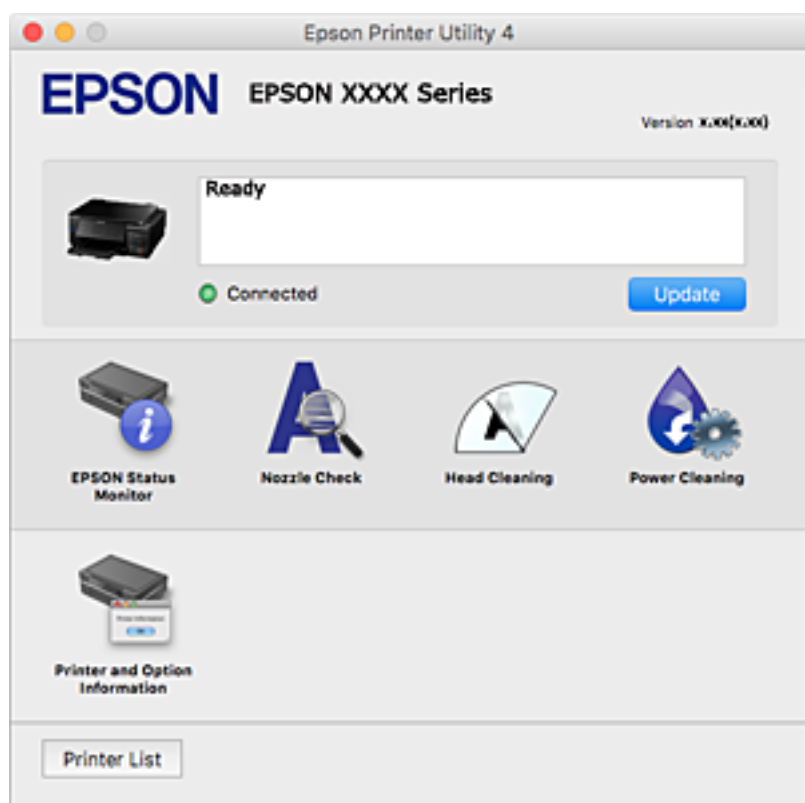 Epson Printer Utility 4
EPSON EPSON XXXX Series
Version x.xx(x.xx)
Ready
Connected
Update
EPSON Status
Monitor
Nozzle Check
Head Cleaning
Power Cleaning
Printer and Option
Information
Printer List